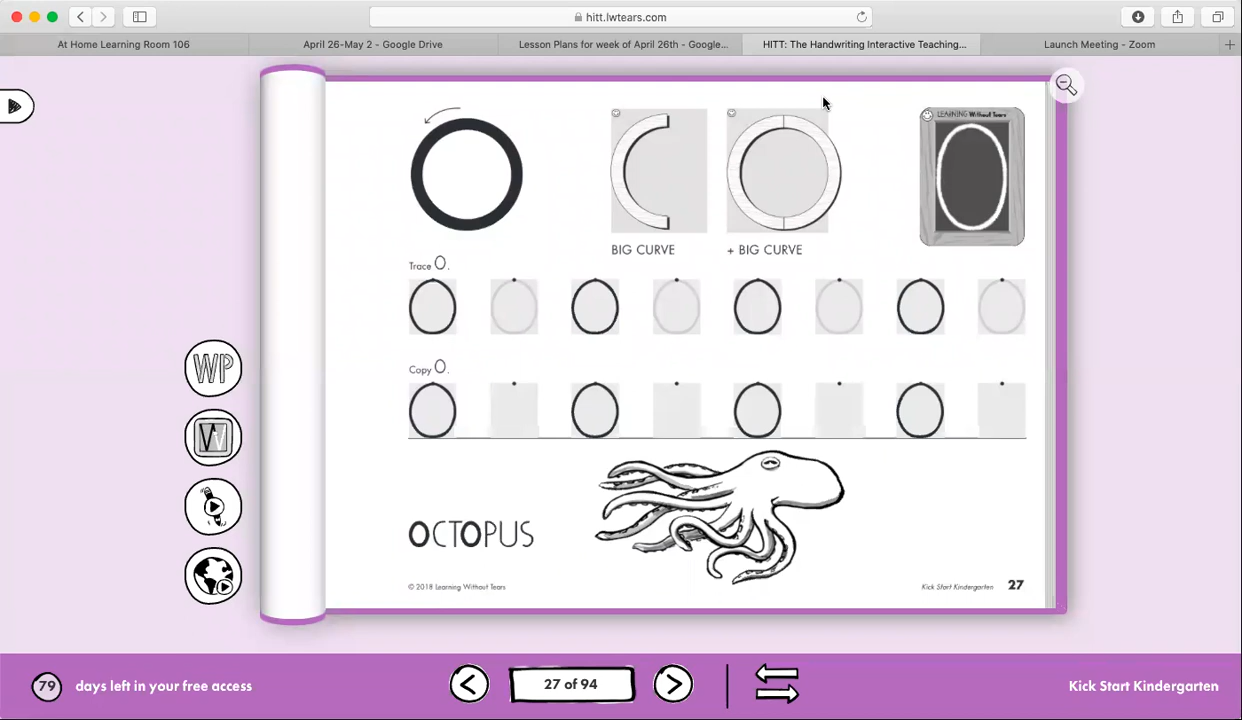 hitt.lwtears.com
At Home Learning Room 106
April 26-May 2 - Google Drive
Lesson Plans for week of April 26th - Google...
HITT: The Handwriting Interactive Teaching...
Launch Meeting - Zoom
LEARNING Without Tears
BIG CURVE
+ BIG CURVE
Trace O.
O O O O O O O O
Copy O.
O O O O
WP
W
OCTOPUS
© 2018 Learning Without Tears
Kick Start Kindergarten 27
79 days left in your free access
27 of 94
Kick Start Kindergarten